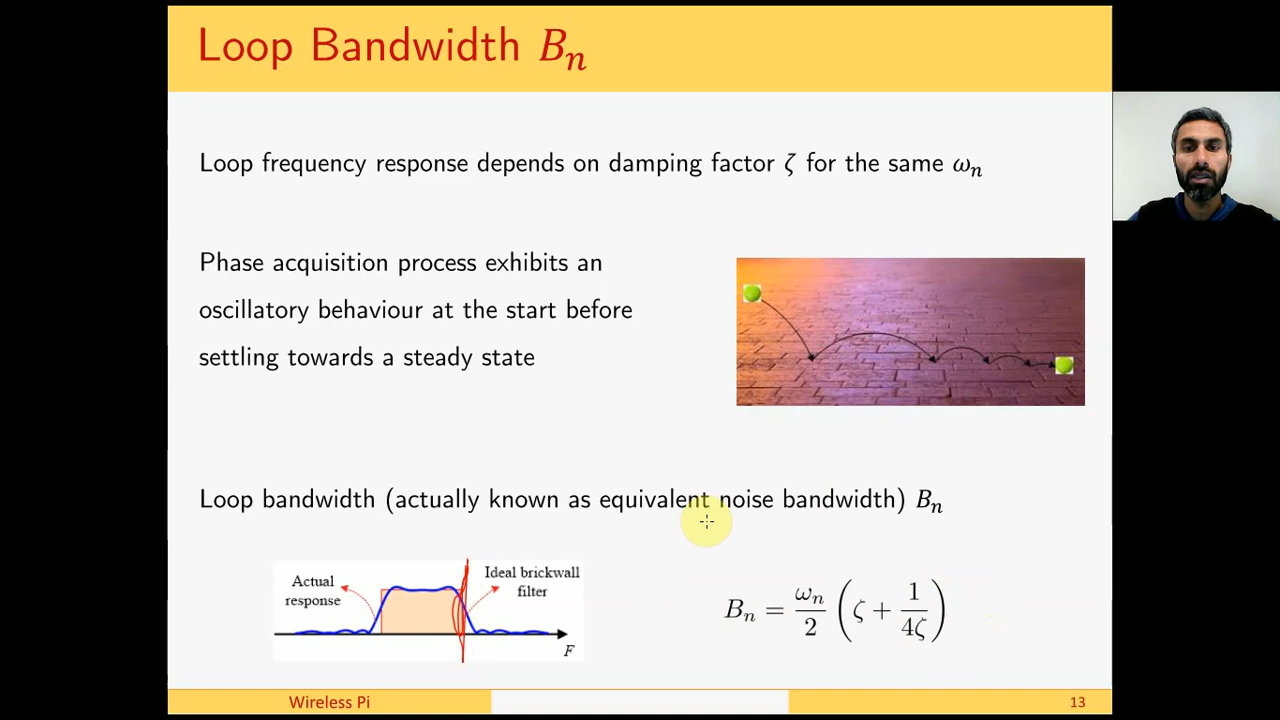 Loop Bandwidth Bₙ
Loop frequency response depends on damping factor ζ for the same ωₙ
Phase acquisition process exhibits an
oscillatory behaviour at the start before
settling towards a steady state
Loop bandwidth (actually known as equivalent noise bandwidth) Bₙ
Actual
response
Ideal brickwall
filter
F
Bₙ = ωₙ/2 (ζ + 1/4ζ)
Wireless Pi
13